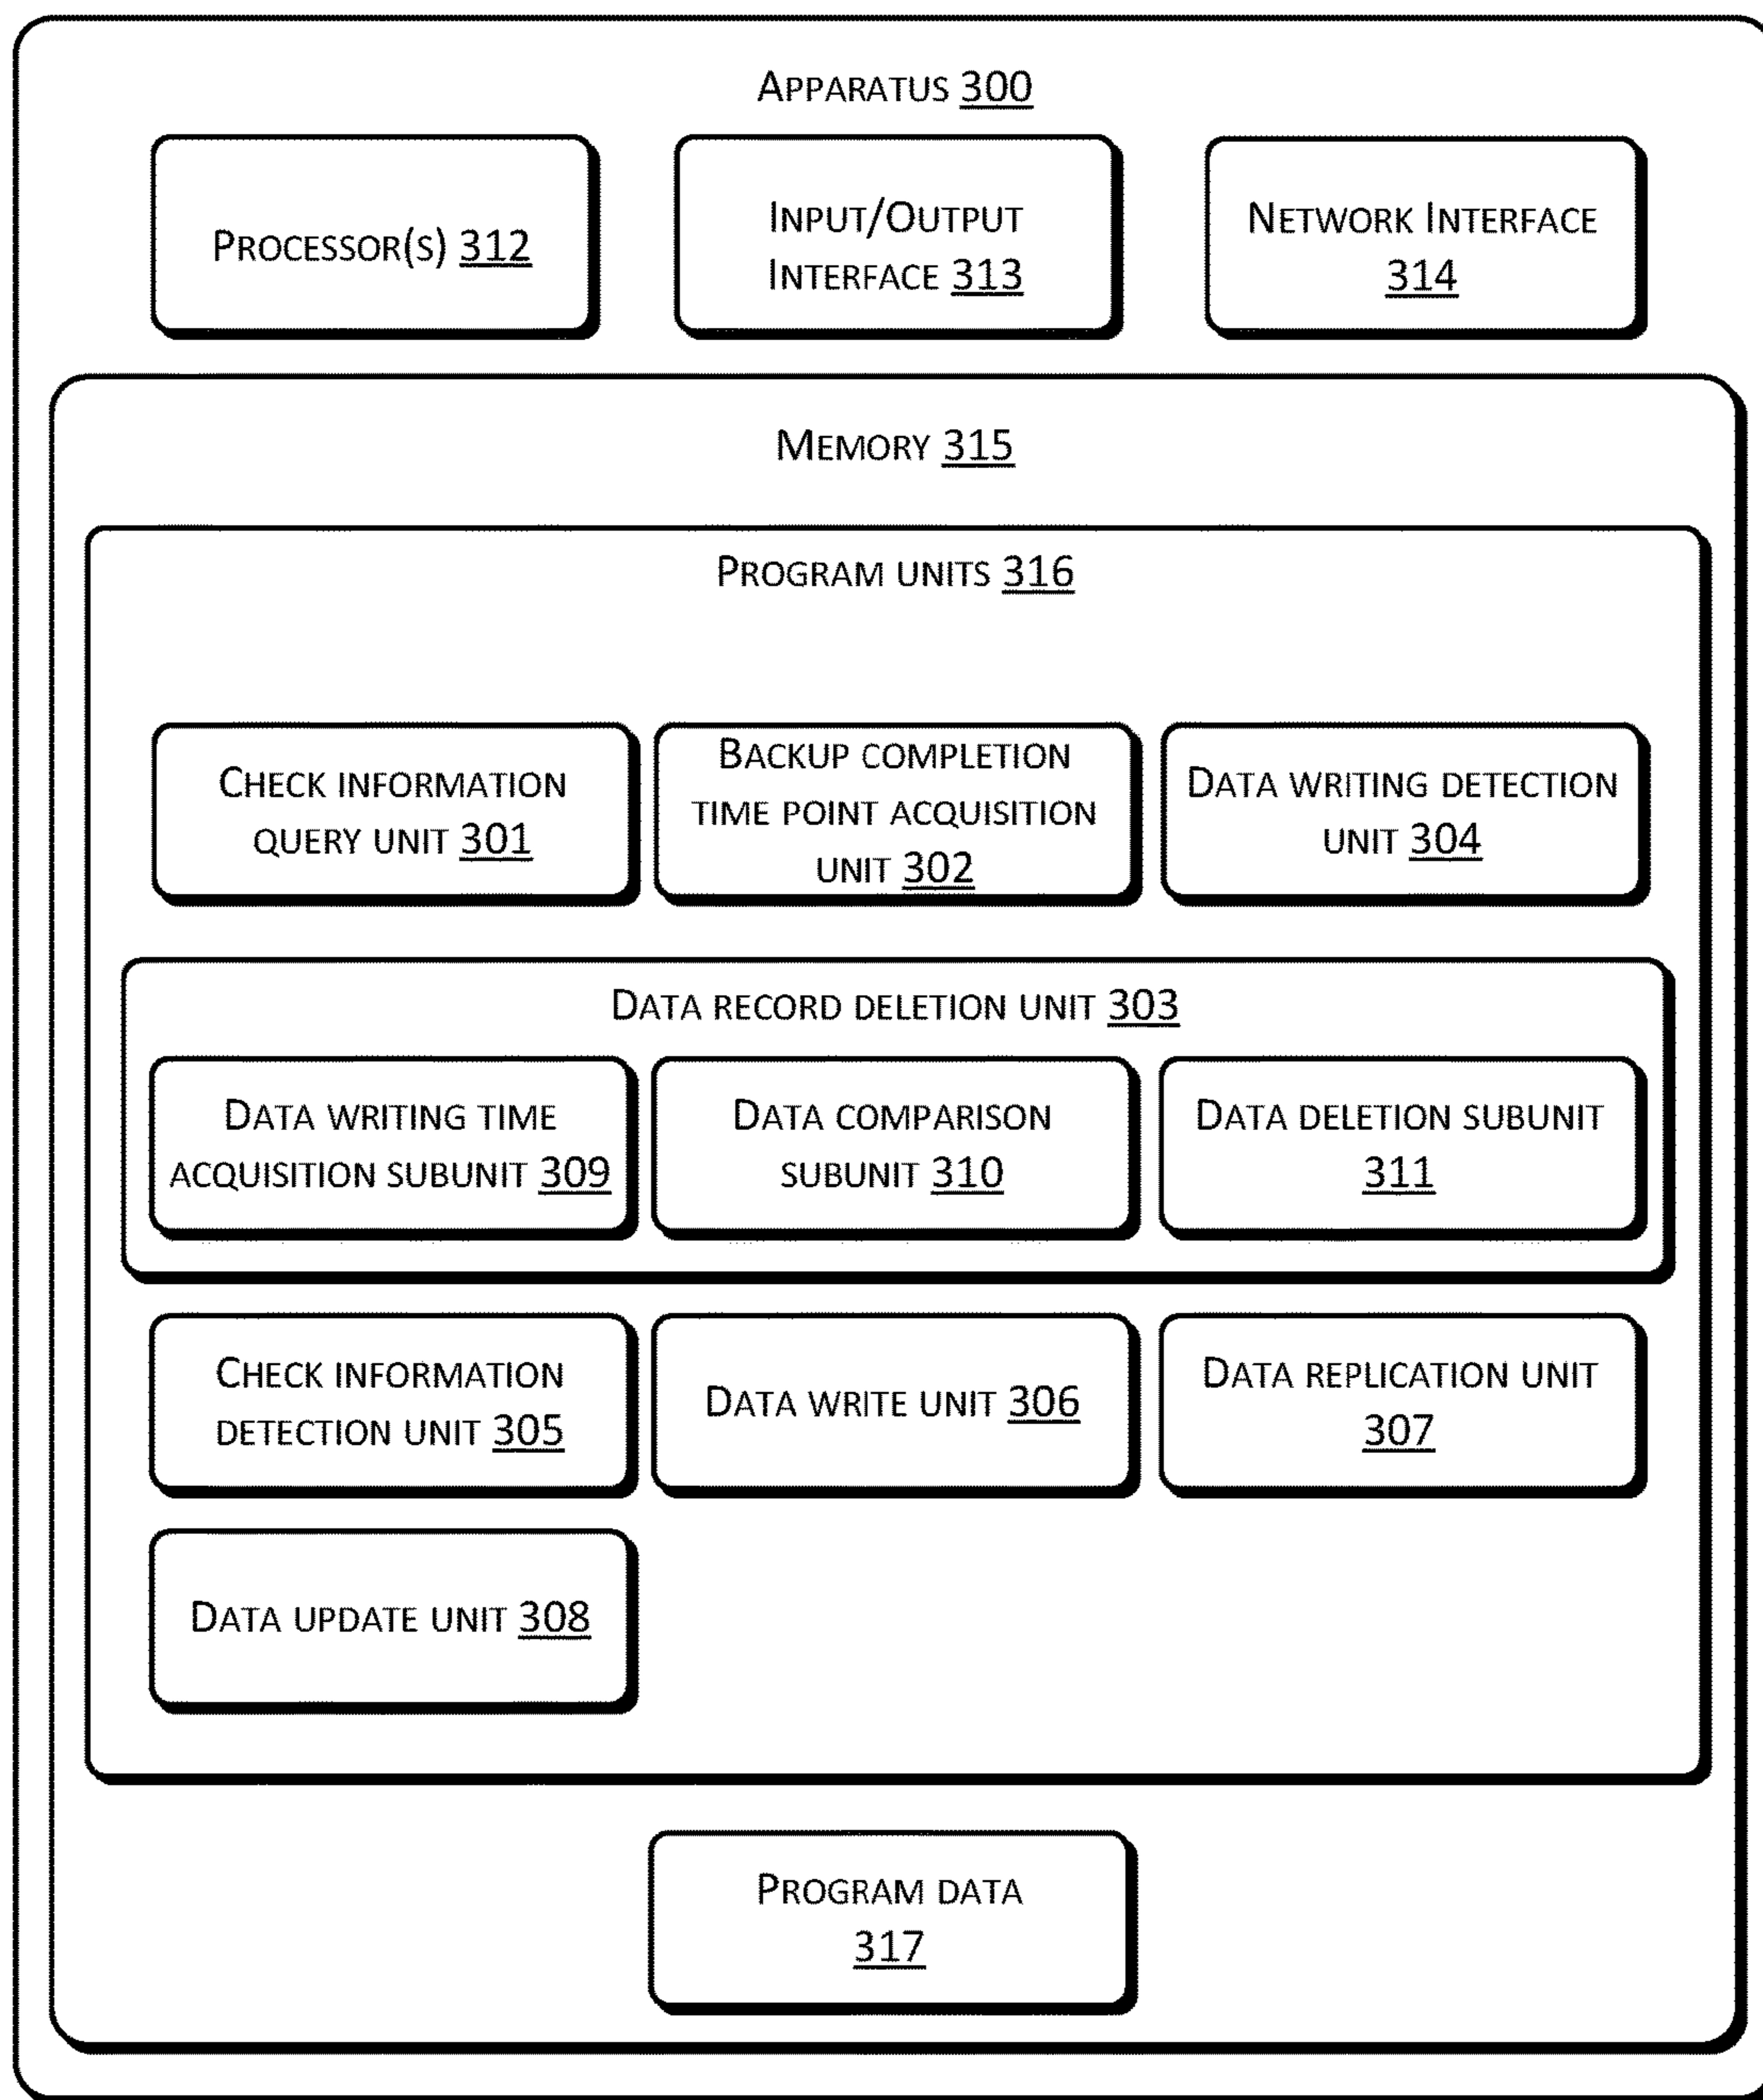 APPARATUS 300
PROCESSOR(S) 312
INPUT/OUTPUT
INTERFACE 313
NETWORK INTERFACE
314
MEMORY 315
PROGRAM UNITS 316
CHECK INFORMATION
QUERY UNIT 301
BACKUP COMPLETION
TIME POINT ACQUISITION
UNIT 302
DATA WRITING DETECTION
UNIT 304
DATA RECORD DELETION UNIT 303
DATA WRITING TIME
ACQUISITION SUBUNIT 309
DATA COMPARISON
SUBUNIT 310
DATA DELETION SUBUNIT
311
CHECK INFORMATION
DETECTION UNIT 305
DATA WRITE UNIT 306
DATA REPLICATION UNIT
307
DATA UPDATE UNIT 308
PROGRAM DATA
317